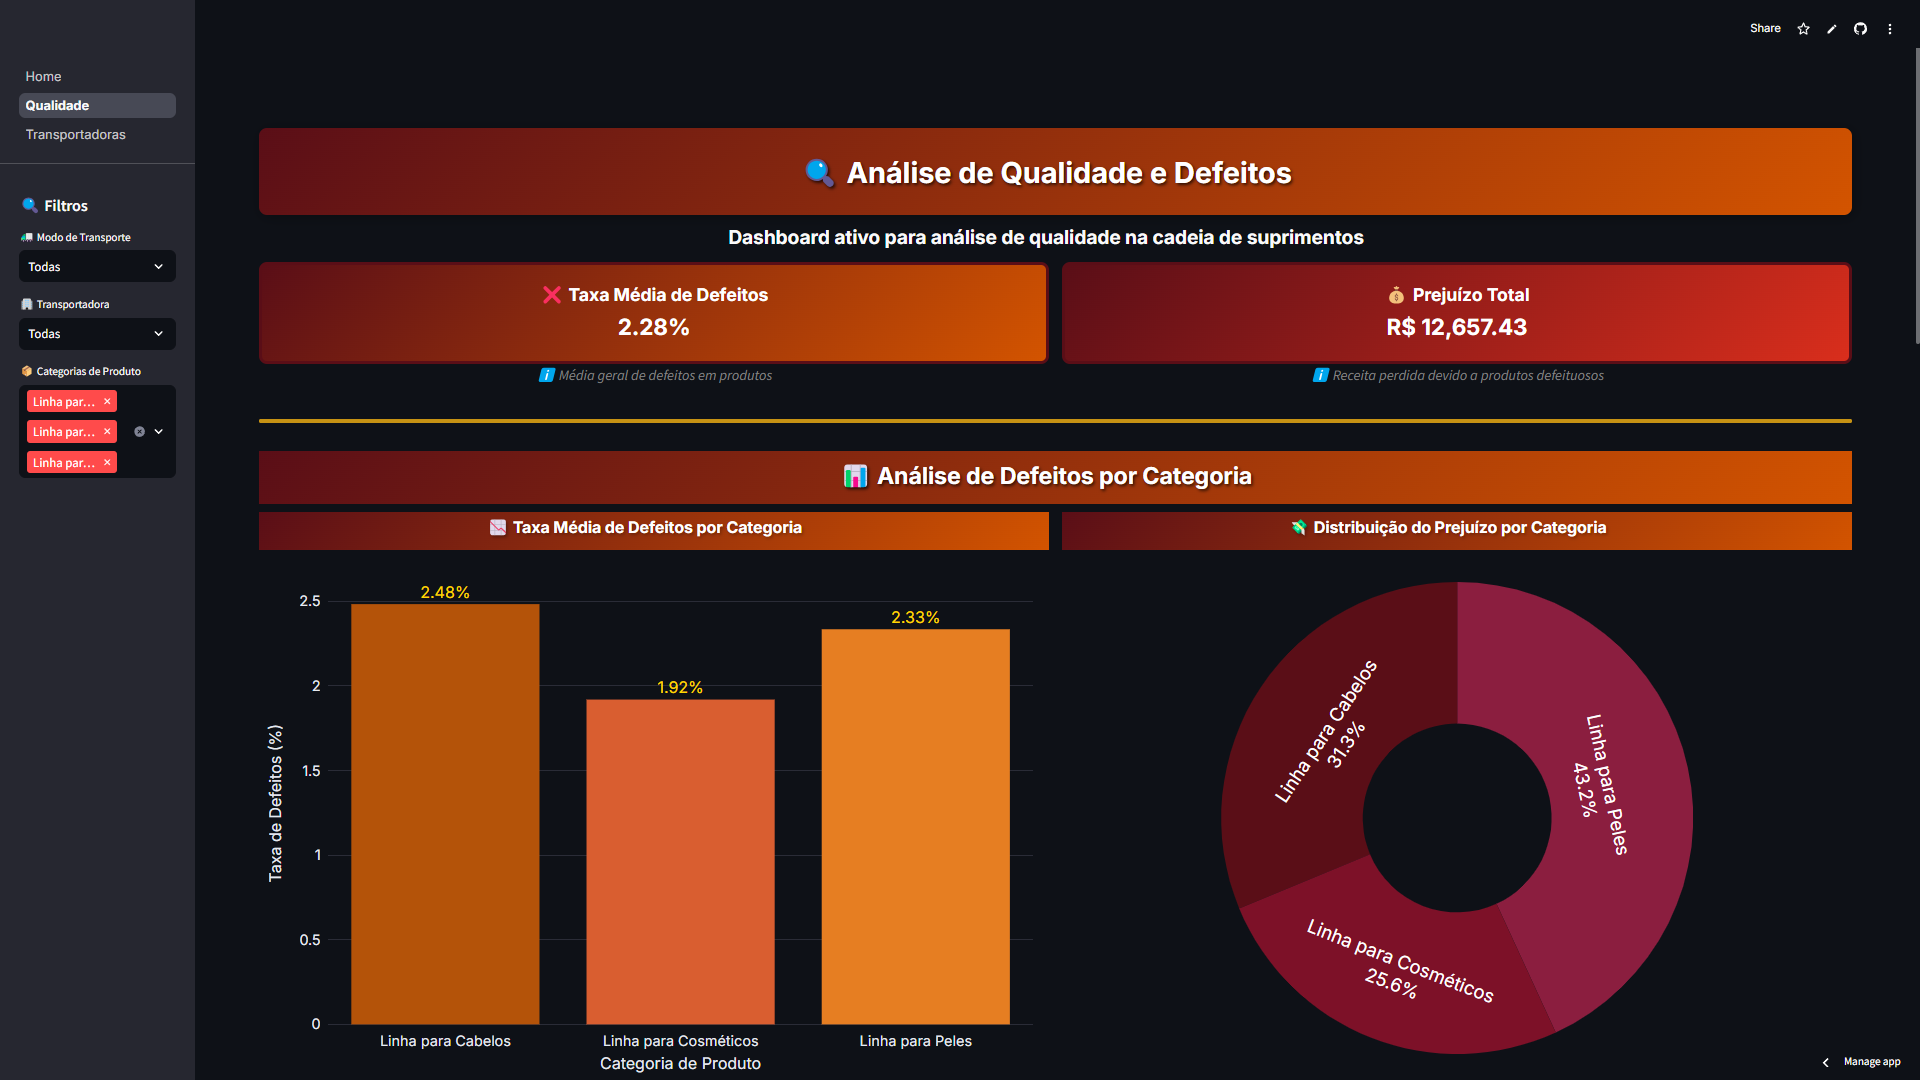 Share
Home
Qualidade
Transportadoras
Filtros
Modo de Transporte
Todas
Transportadora
Todas
Categorias de Produto
Linha par...
Linha par...
Linha par...
Análise de Qualidade e Defeitos
Dashboard ativo para análise de qualidade na cadeia de suprimentos
Taxa Média de Defeitos
2.28%
Média geral de defeitos em produtos
Prejuízo Total
R$ 12,657.43
Receita perdida devido a produtos defeituosos
Análise de Defeitos por Categoria
Taxa Média de Defeitos por Categoria
2.5
2
1.5
1
0.5
0
Taxa de Defeitos (%)
2.48%
1.92%
2.33%
Linha para Cabelos
Linha para Cosméticos
Linha para Peles
Categoria de Produto
Distribuição do Prejuízo por Categoria
Linha para Cabelos
31.3%
Linha para Peles
43.2%
Linha para Cosméticos
25.6%
Manage app